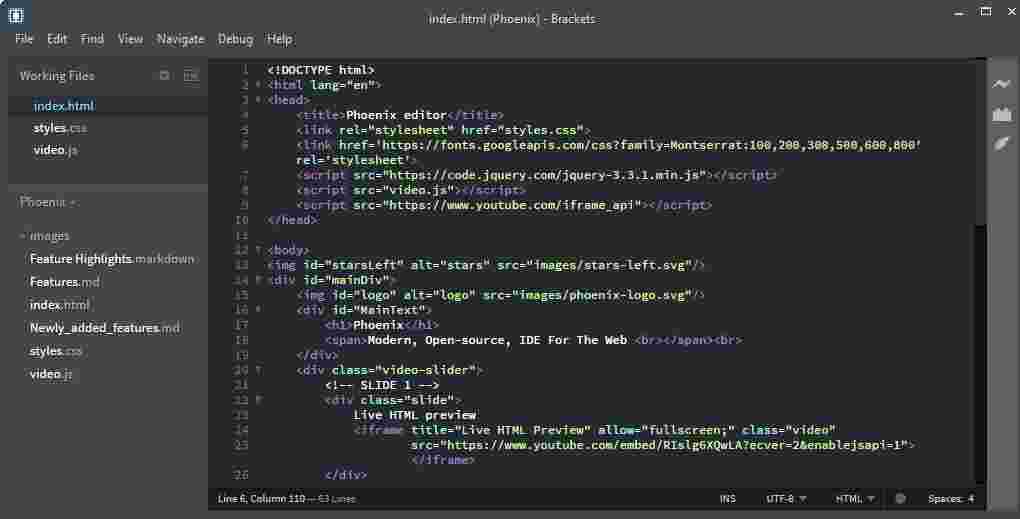 index.html (Phoenix) - Brackets
File Edit Find View Navigate Debug Help
Working Files
index.html
styles.css
video.js
Phoenix
images
Feature Highlights.markdown
Features.md
index.html
Newly_added_features.md
styles.css
video.js
1 <!DOCTYPE html>
2 <html lang="en">
3 <head>
4 <title>Phoenix editor</title>
5 <link rel="stylesheet" href="styles.css">
6 <link href='https://fonts.googleapis.com/css?family=Montserrat:100,200,300,500,600,800'
rel='stylesheet'>
7 <script src="https://code.jquery.com/jquery-3.3.1.min.js"></script>
8 <script src="video.js"></script>
9 <script src="https://www.youtube.com/iframe_api"></script>
10 </head>
11
12 <body>
13 <img id="starsLeft" alt="stars" src="images/stars-left.svg"/>
14 <div id="mainDiv">
15 <img id="logo" alt="logo" src="images/phoenix-logo.svg"/>
16 <div id="MainText">
17 <h1>Phoenix</h1>
18 <span>Modern, Open-source, IDE For The Web <br></span><br>
19 </div>
20 <div class="video-slider">
21 <!-- SLIDE 1 -->
22 <div class="slide">
23 Live HTML preview
24 <iframe title="Live HTML Preview" allow="fullscreen;" class="video"
25 src="https://www.youtube.com/embed/RIslg6XQwLA?ecver=2&enablejsapi=1">
</iframe>
26 </div>
Line 6, Column 110 — 63 Lines INS UTF-8 HTML Spaces: 4